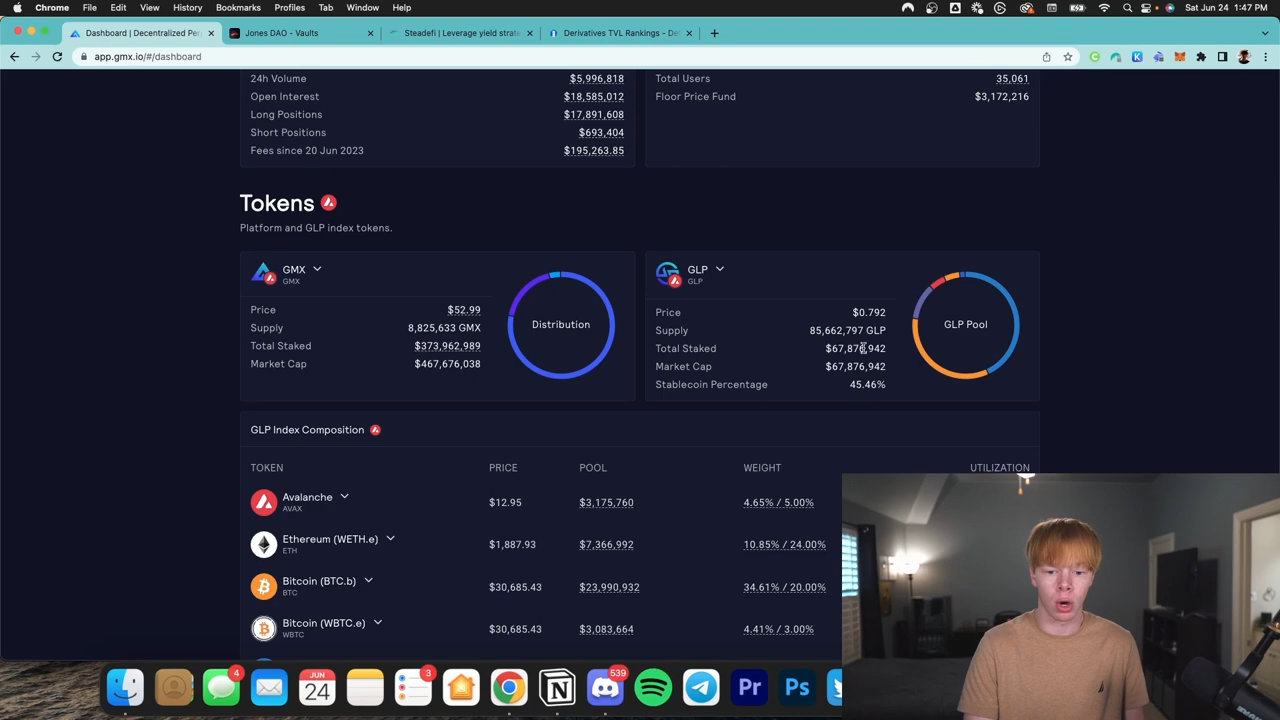 Chrome File Edit View History Bookmarks Profiles Tab Window Help Sat Jun 24 1:47 PM
Dashboard | Decentralized Per Jones DAO - Vaults Steadefi | Leverage yield strate Derivatives TVL Rankings - De
app.gmx.io/#/dashboard
24h Volume $5,996,818 Total Users 35,061
Open Interest $18,585,012 Floor Price Fund $3,172,216
Long Positions $17,891,608
Short Positions $693,404
Fees since 20 Jun 2023 $195,263.85
Tokens
Platform and GLP index tokens.
GMX
GMX
Price $52.99
Supply 8,825,633 GMX
Total Staked $373,962,989
Market Cap $467,676,038
Distribution
GLP
GLP
Price $0.792
Supply 85,662,797 GLP
Total Staked $67,876,942
Market Cap $67,876,942
Stablecoin Percentage 45.46%
GLP Pool
GLP Index Composition
TOKEN PRICE POOL WEIGHT UTILIZATION
Avalanche $12.95 $3,175,760 4.65% / 5.00%
AVAX
Ethereum (WETH.e) $1,887.93 $7,366,992 10.85% / 24.00%
ETH
Bitcoin (BTC.b) $30,685.43 $23,990,932 34.61% / 20.00%
BTC
Bitcoin (WBTC.e) $30,685.43 $3,083,664 4.41% / 3.00%
WBTC
4 JUN 24 3 539 Pr Ps